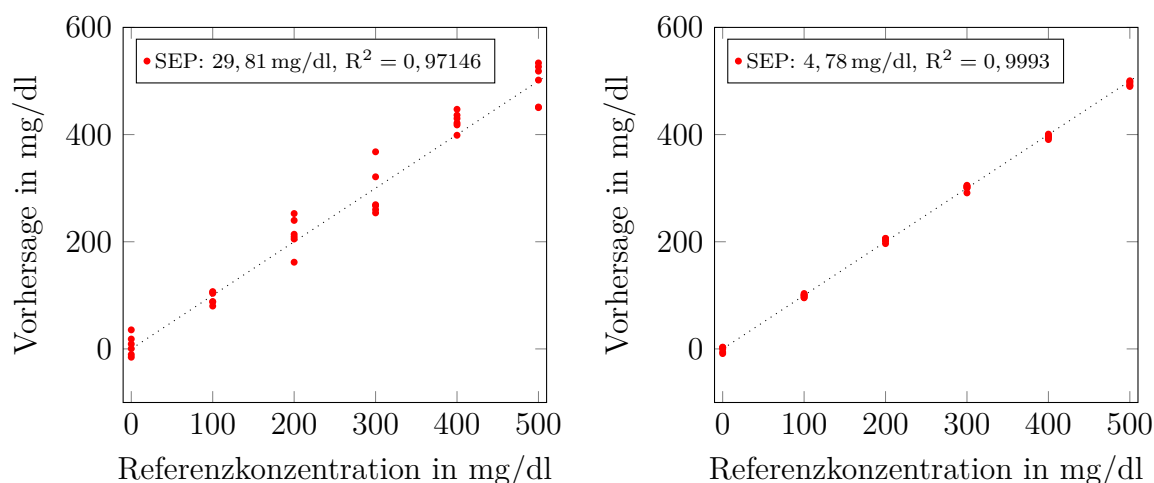 600
400
200
0
Vorhersage in mg/dl
SEP: 29, 81 mg/dl, R² = 0, 97146
0 100 200 300 400 500
Referenzkonzentration in mg/dl
600
400
200
0
Vorhersage in mg/dl
SEP: 4, 78 mg/dl, R² = 0, 9993
0 100 200 300 400 500
Referenzkonzentration in mg/dl